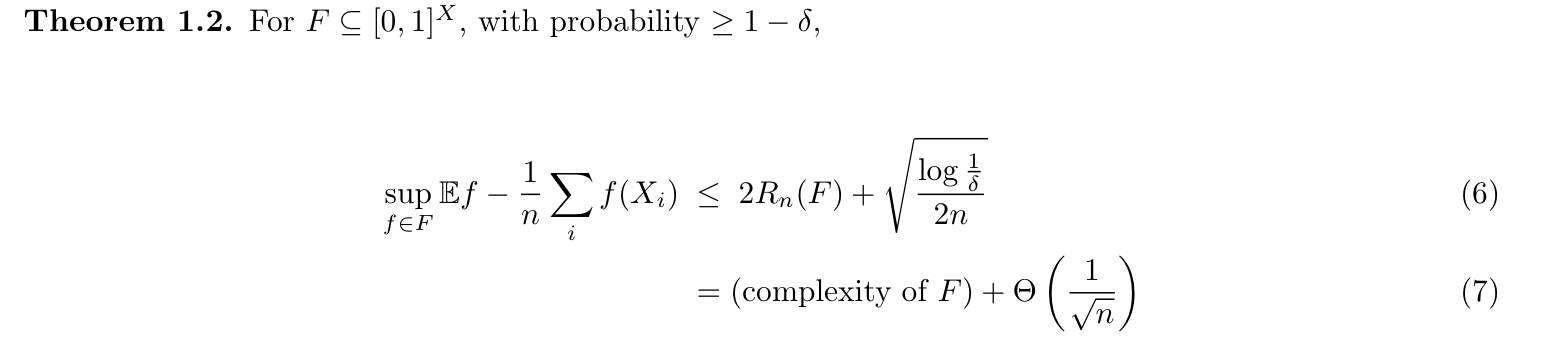 Theorem 1.2. For $F \subseteq [0,1]^X$, with probability $\geq 1 - \delta$,
$\sup_{f \in F} \mathbb{E}f - \frac{1}{n} \sum_i f(X_i) \leq 2R_n(F) + \sqrt{\frac{\log \frac{1}{\delta}}{2n}}$ (6)
$= (\text{complexity of } F) + \Theta\left(\frac{1}{\sqrt{n}}\right)$ (7)